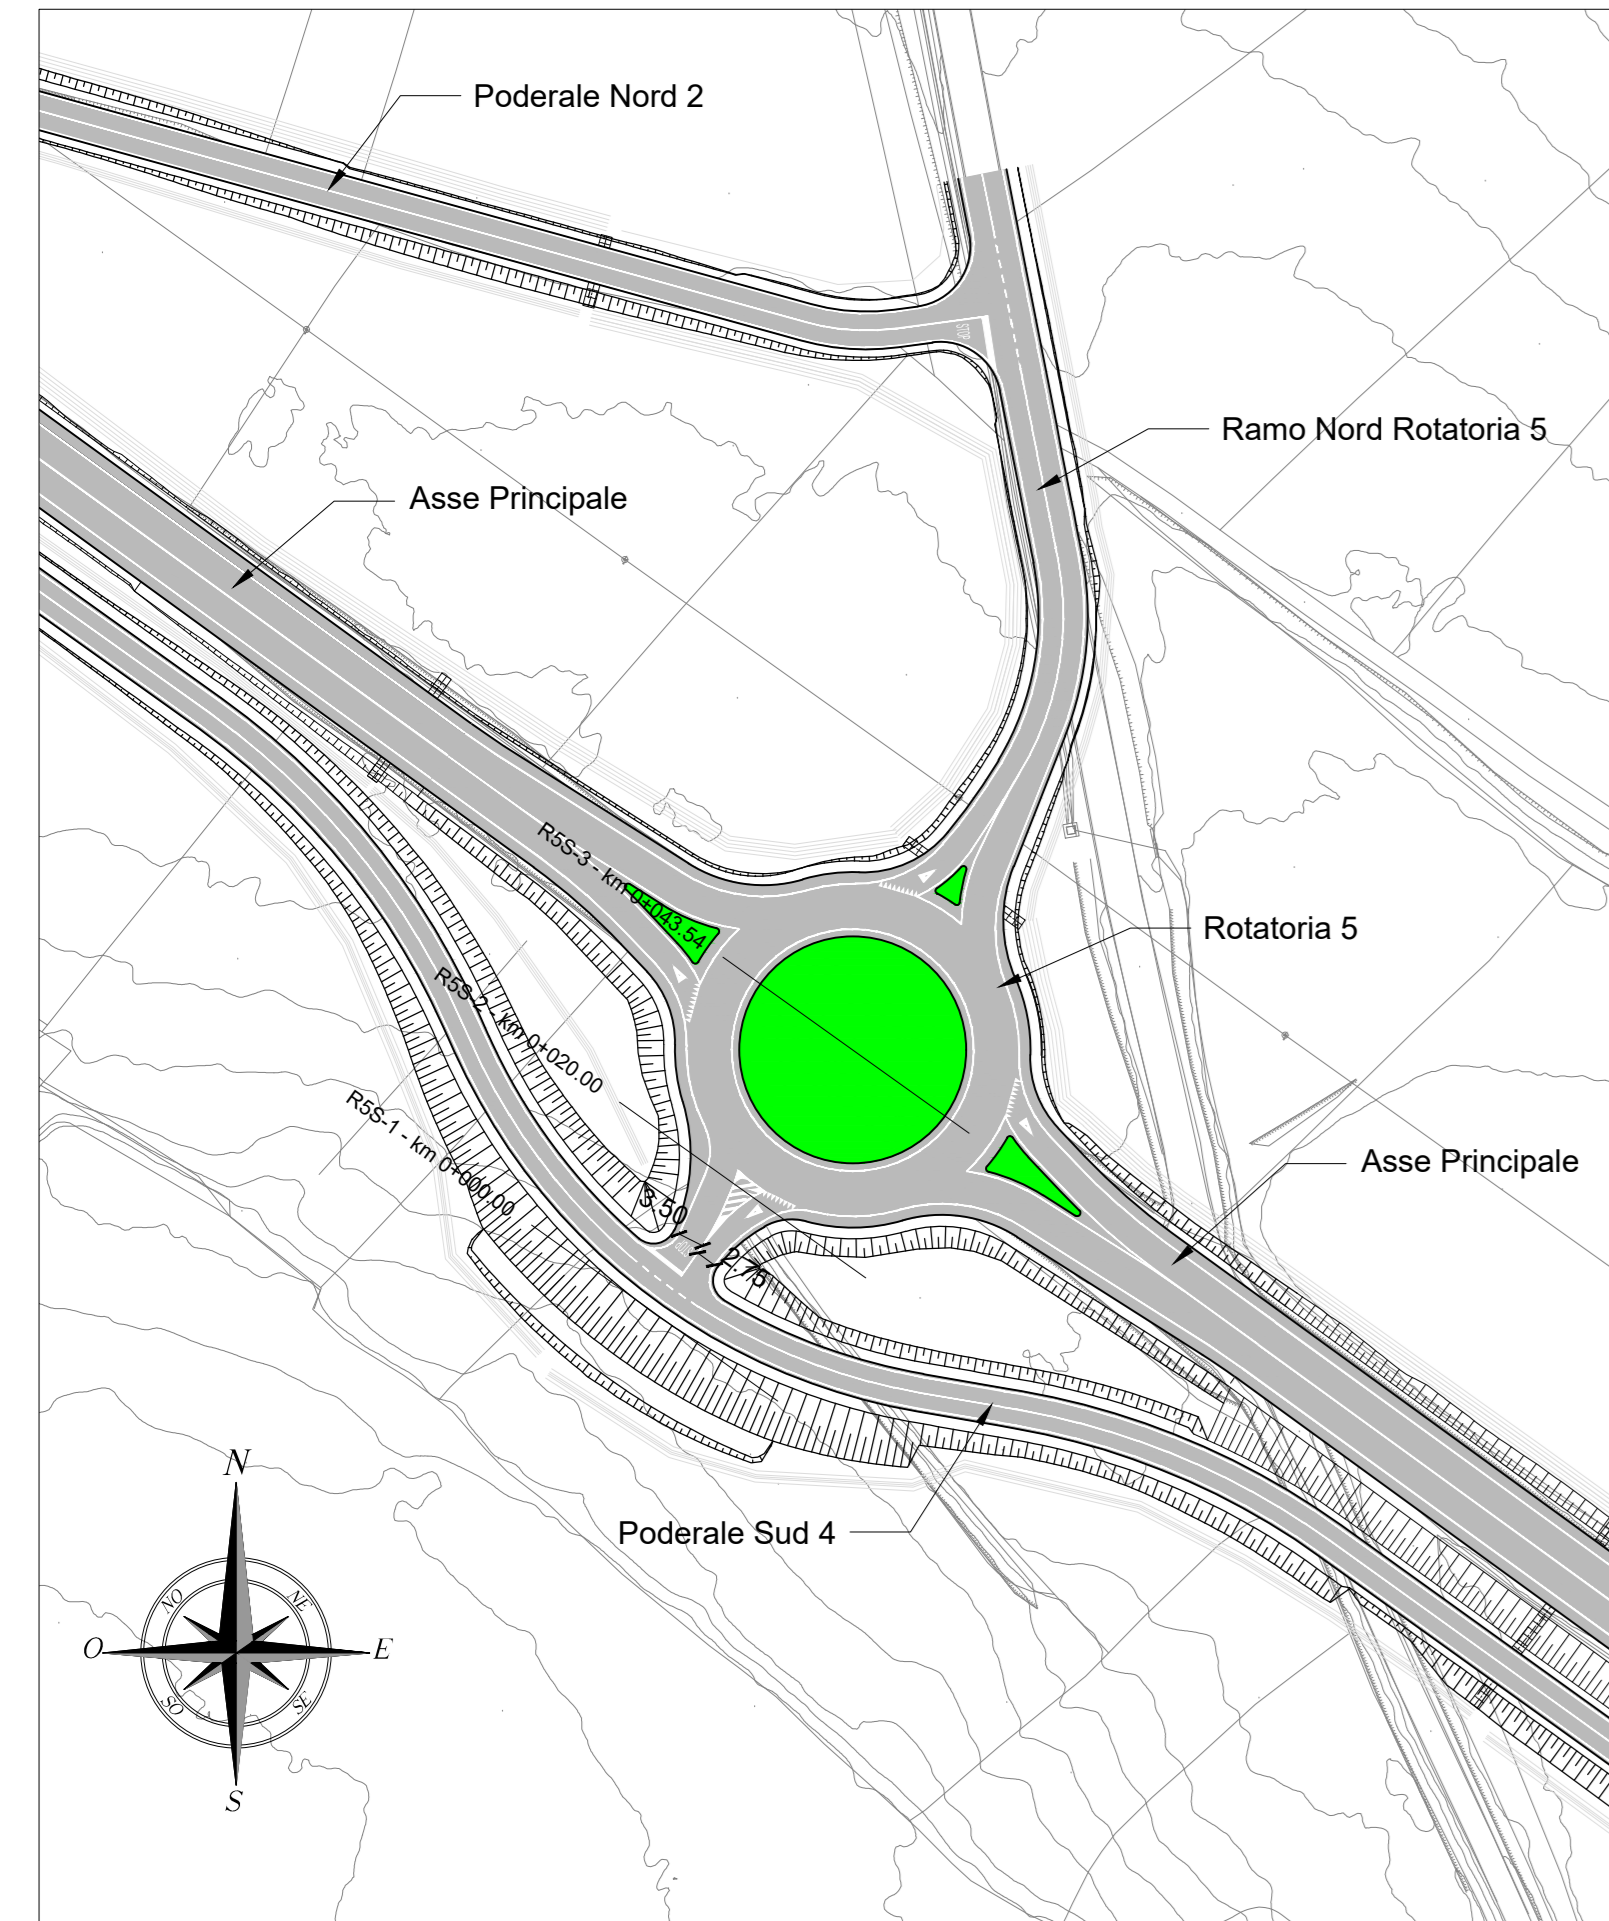 Poderale Nord 2
STOP
Ramo Nord Rotatoria 5
Asse Principale
R5S-3 - km 0+043.54
Rotatoria 5
R5S-2 - km 0+020.00
R5S-1 - km 0+000.00
Asse Principale
3.50
2.75
STOP
Poderale Sud 4
N
NO
NE
O
E
SO
SE
S